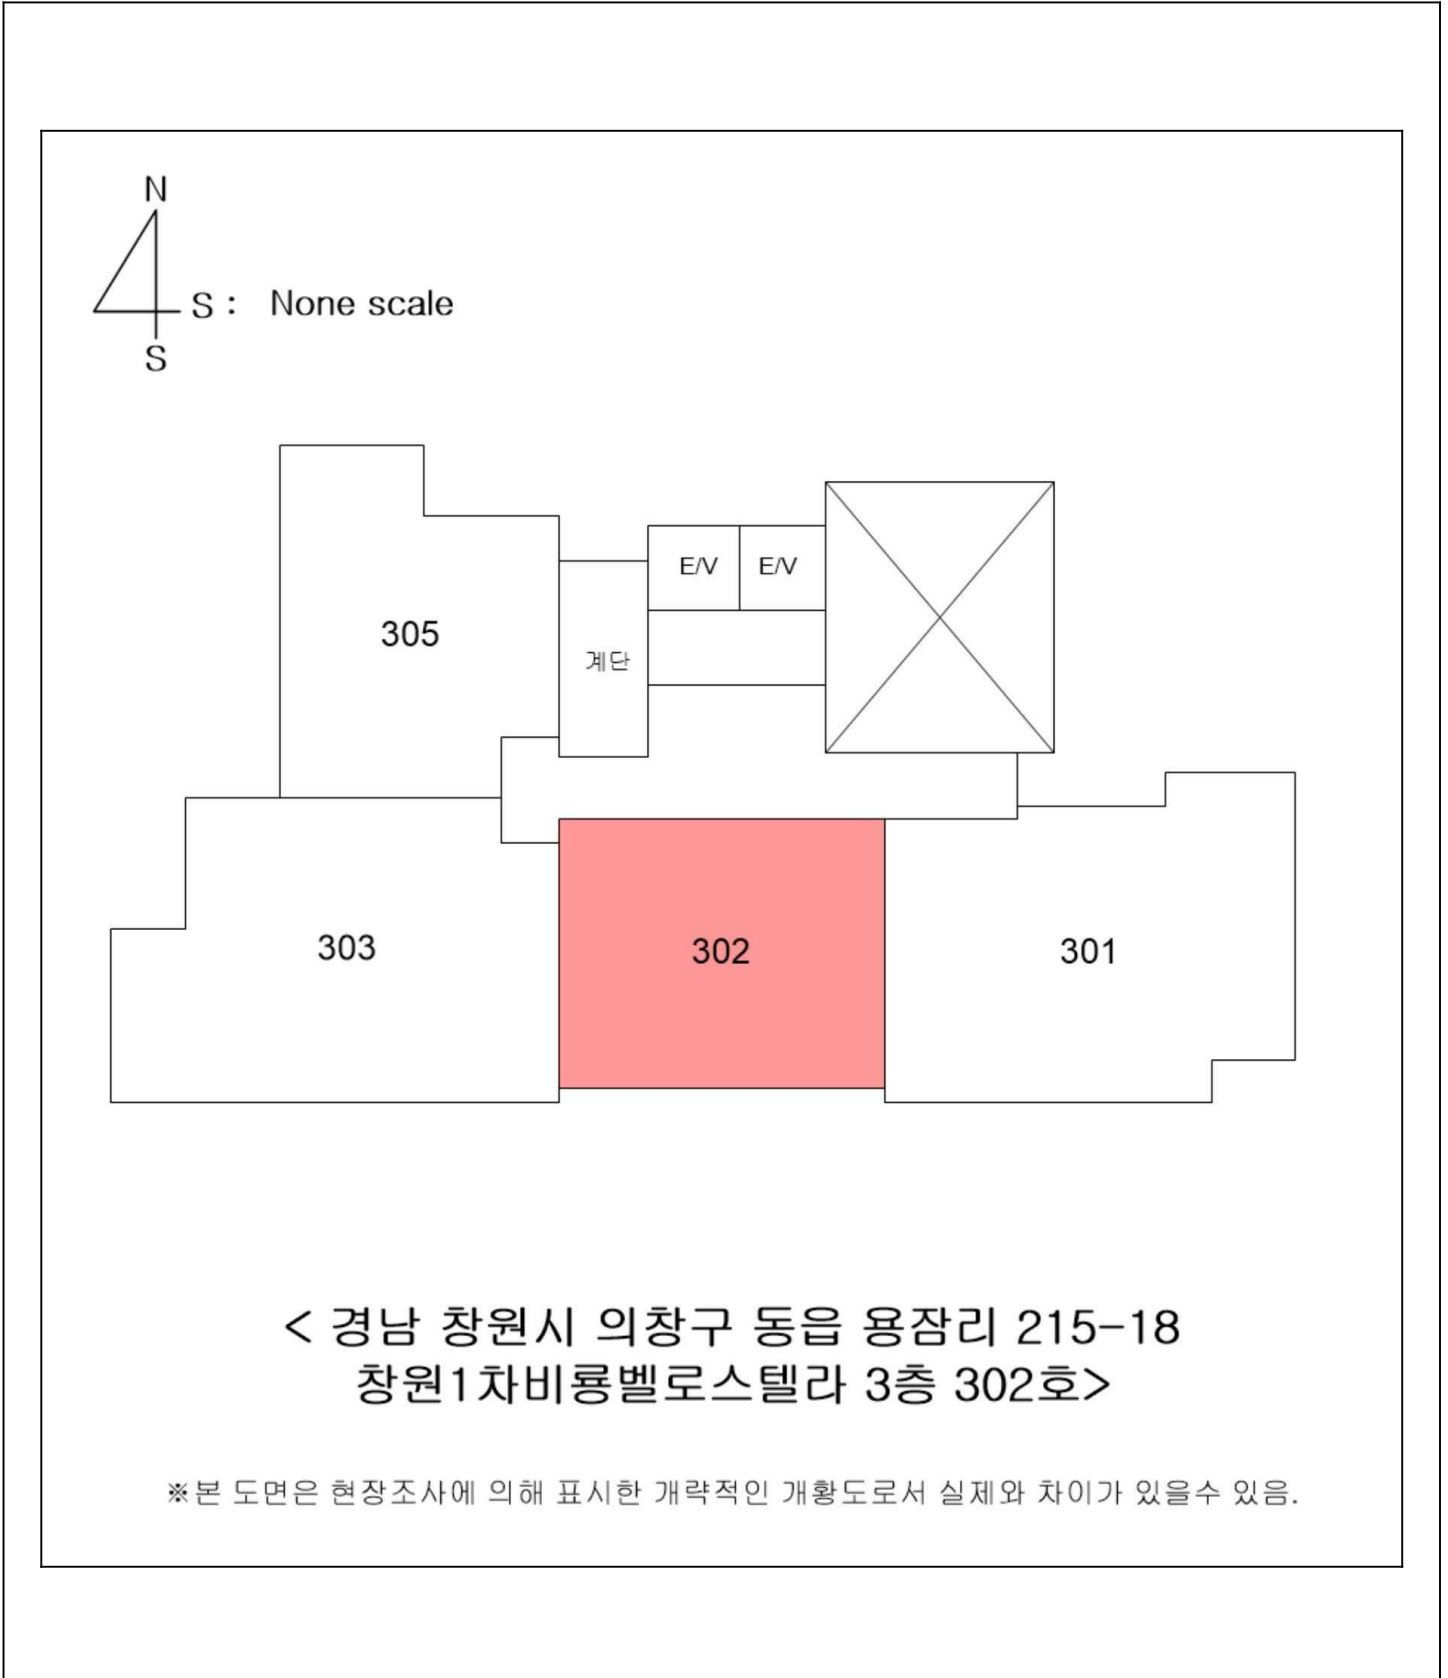 N
S : None scale
S
E/V E/V
305
계단
303
302
301
< 경남 창원시 의창구 동읍 용잠리 215-18
창원1차비룡벨로스텔라 3층 302호>
※본 도면은 현장조사에 의해 표시한 개략적인 개황도로서 실제와 차이가 있을수 있음.